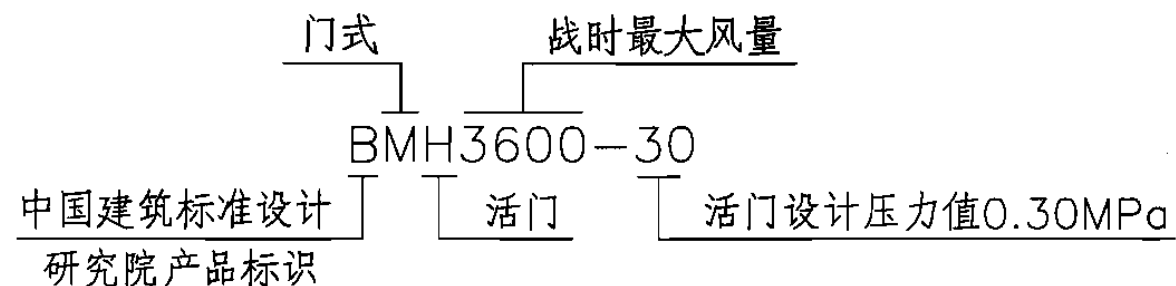 门式
战时最大风量
BMH3600-30
中国建筑标准设计
研究院产品标识
活门
活门设计压力值0.30MPa